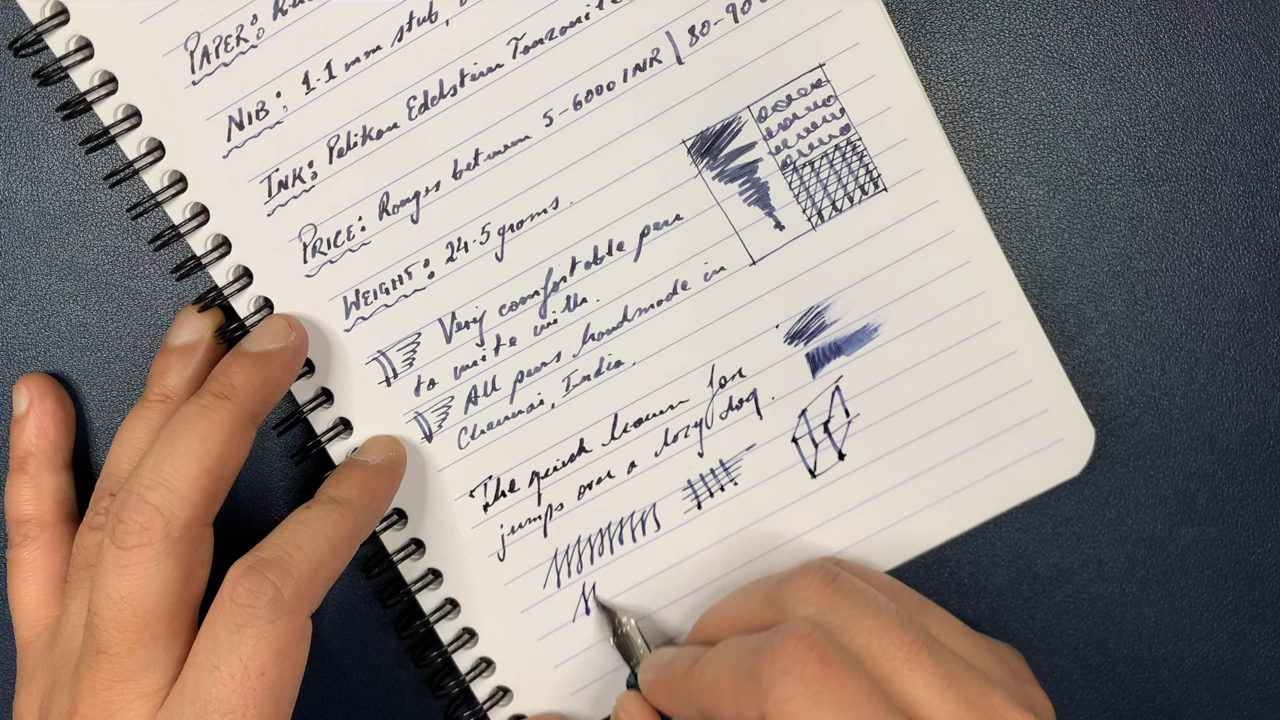 PAPER:
NIB: 1.1 mm stub,
INK: Pelikan Edelstein Tanzanite
PRICE: Ranges between 5-6000 INR | 80-90
WEIGHT: 24.5 grams.
Very comfortable pen
to write with.
All pens handmade in
Chennai, India.
The quick brown fox
jumps over a lazy dog.